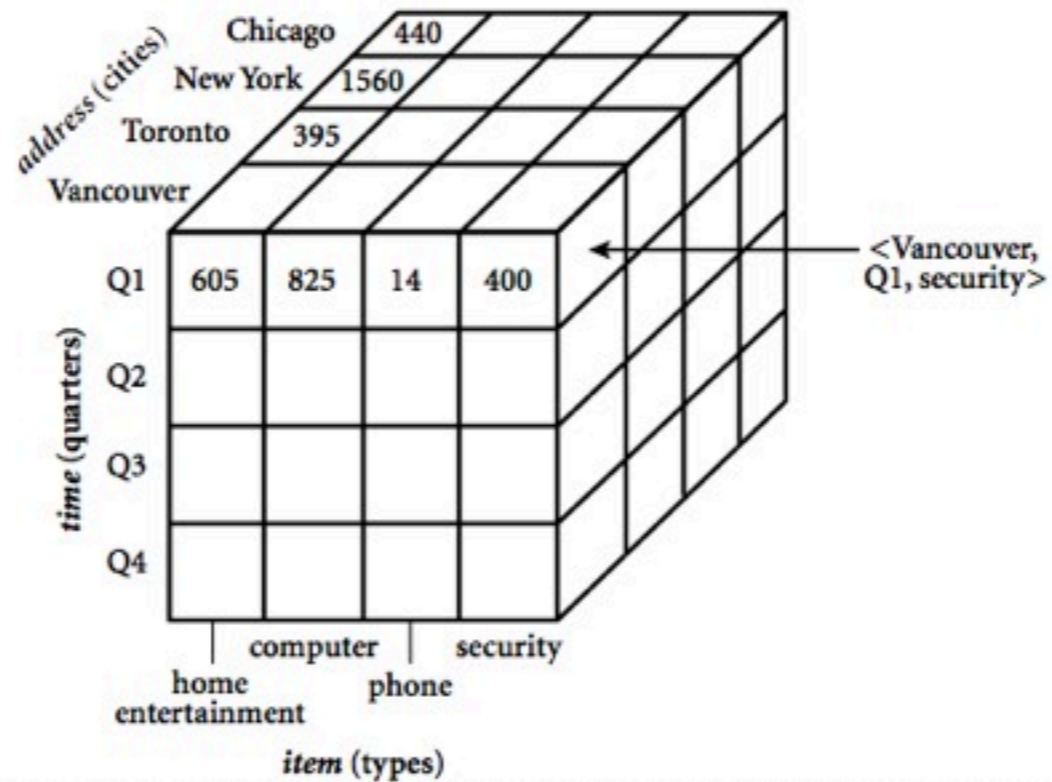 address (cities)
Chicago 440
New York 1560
Toronto 395
Vancouver
<Vancouver,
Q1, security>
time (quarters)
Q1 605 825 14 400
Q2
Q3
Q4
computer security
home phone
entertainment
item (types)